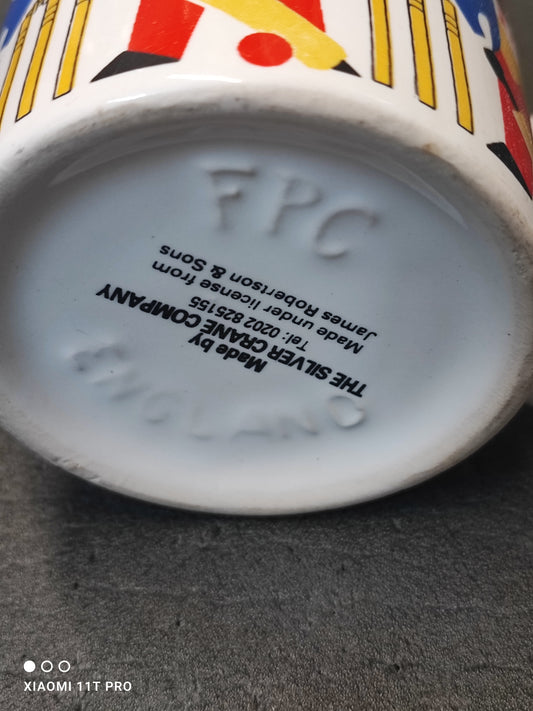 FPC
Made by
THE SILVER CRANE COMPANY
Tel: 0202 825155
Made under license from
James Robertson & Sons
ENGLAND
XIAOMI 11T PRO